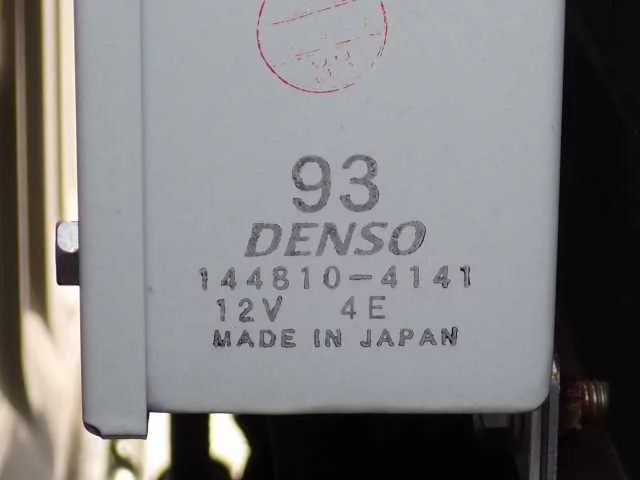 93
DENSO
144810-4141
12V 4E
MADE IN JAPAN